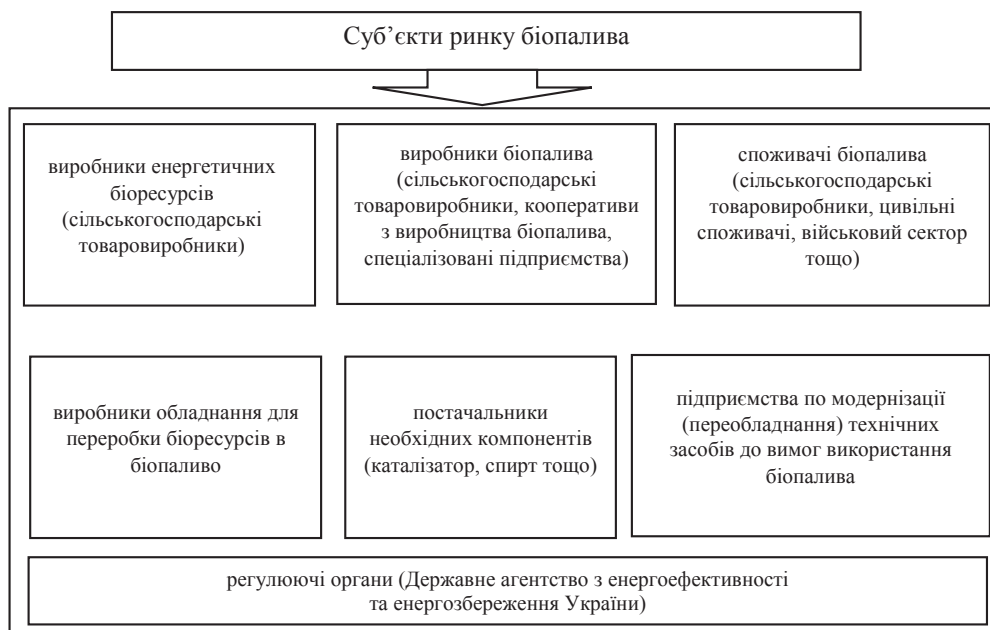 Суб’єкти ринку біопалива
виробники енергетичних
біоресурсів
(сільськогосподарські
товаровиробники)
виробники біопалива
(сільськогосподарські
товаровиробники, кооперативи
з виробництва біопалива,
спеціалізовані підприємства)
споживачі біопалива
(сільськогосподарські
товаровиробники, цивільні
споживачі, військовий сектор
тощо)
виробники обладнання для
переробки біоресурсів в
біопаливо
постачальники
необхідних компонентів
(каталізатор, спирт тощо)
підприємства по модернізації
(переобладнання) технічних
засобів до вимог використання
біопалива
регулюючі органи (Державне агентство з енергоефективності
та енергозбереження України)